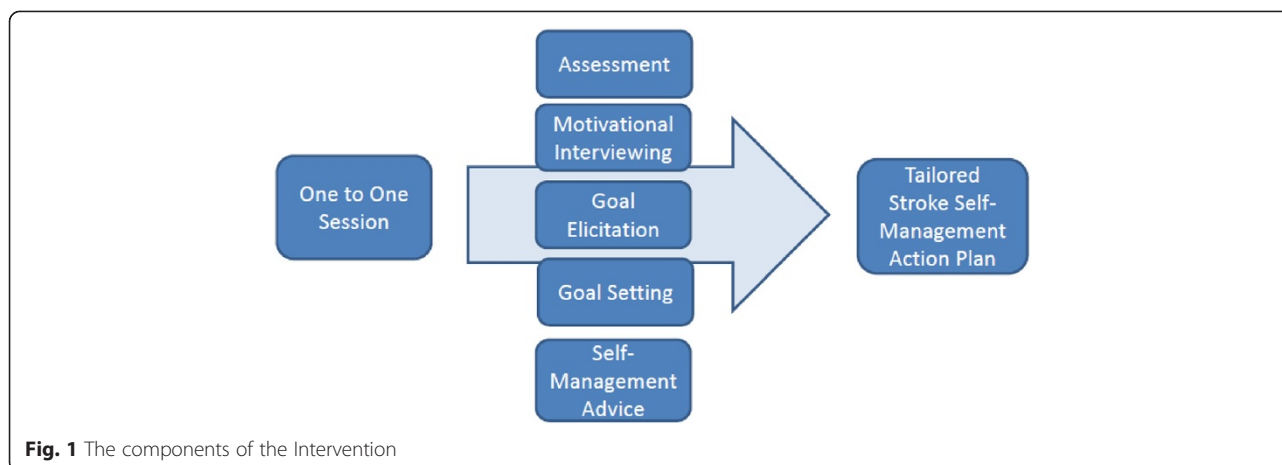 One to One
Session
Assessment
Motivational
Interviewing
Goal
Elicitation
Goal Setting
Self-
Management
Advice
Tailored
Stroke Self-
Management
Action Plan
Fig. 1 The components of the Intervention